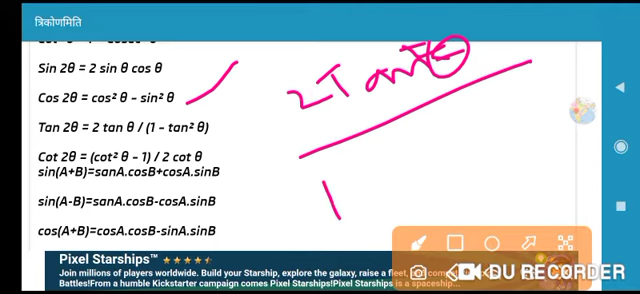 त्रिकोणमिति
Sin 2θ = 2 sin θ cos θ
Cos 2θ = cos² θ – sin² θ
Tan 2θ = 2 tan θ / (1 – tan² θ)
Cot 2θ = (cot² θ – 1) / 2 cot θ
sin(A+B)=sanA.cosB+cosA.sinB
sin(A-B)=sanA.cosB-cosA.sinB
cos(A+B)=cosA.cosB-sinA.sinB
2Tan θ
1
Pixel Starships™
Join millions of players worldwide. Build your Starship, explore the galaxy, raise a fleet,
Battles!From a humble Kickstarter campaign comes Pixel Starships!Pixel Starships is a spaceship...
DU RECORDER